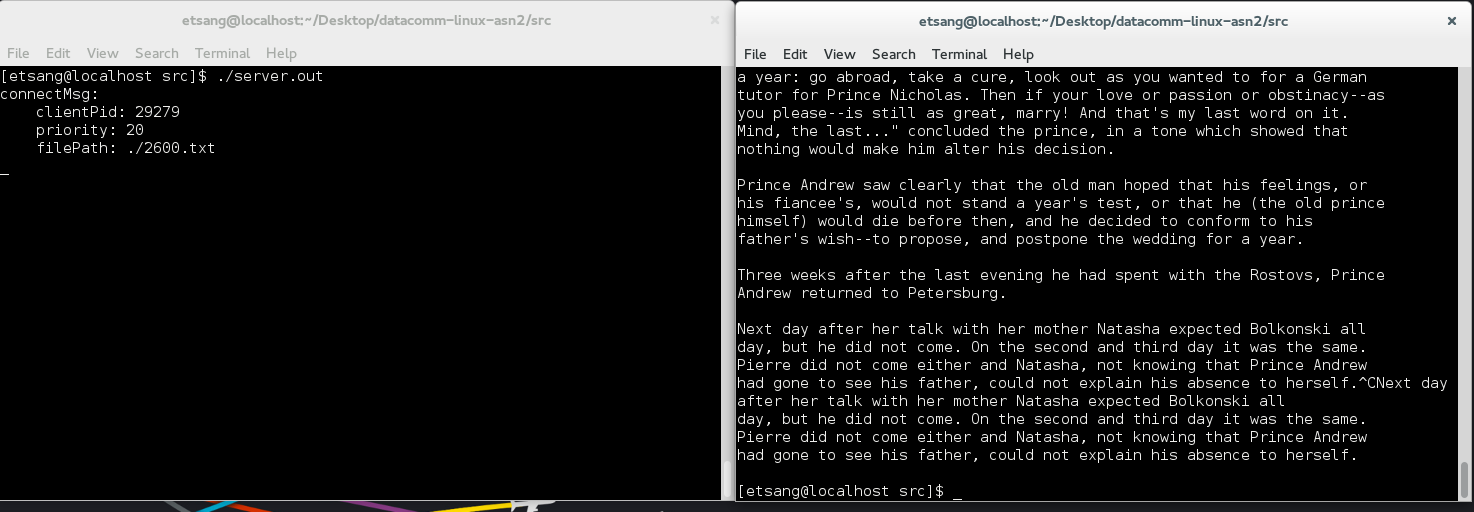 etsang@localhost:~/Desktop/datacomm-linux-asn2/src ×
File Edit View Search Terminal Help
[etsang@localhost src]$ ./server.out
connectMsg:
    clientPid: 29279
    priority: 20
    filePath: ./2600.txt
_
etsang@localhost:~/Desktop/datacomm-linux-asn2/src ×
File Edit View Search Terminal Help
a year: go abroad, take a cure, look out as you wanted to for a German
tutor for Prince Nicholas. Then if your love or passion or obstinacy--as
you please--is still as great, marry! And that's my last word on it.
Mind, the last..." concluded the prince, in a tone which showed that
nothing would make him alter his decision.

Prince Andrew saw clearly that the old man hoped that his feelings, or
his fiancee's, would not stand a year's test, or that he (the old prince
himself) would die before then, and he decided to conform to his
father's wish--to propose, and postpone the wedding for a year.

Three weeks after the last evening he had spent with the Rostovs, Prince
Andrew returned to Petersburg.

Next day after her talk with her mother Natasha expected Bolkonski all
day, but he did not come. On the second and third day it was the same.
Pierre did not come either and Natasha, not knowing that Prince Andrew
had gone to see his father, could not explain his absence to herself.^CNext day
after her talk with her mother Natasha expected Bolkonski all
day, but he did not come. On the second and third day it was the same.
Pierre did not come either and Natasha, not knowing that Prince Andrew
had gone to see his father, could not explain his absence to herself.

[etsang@localhost src]$ _